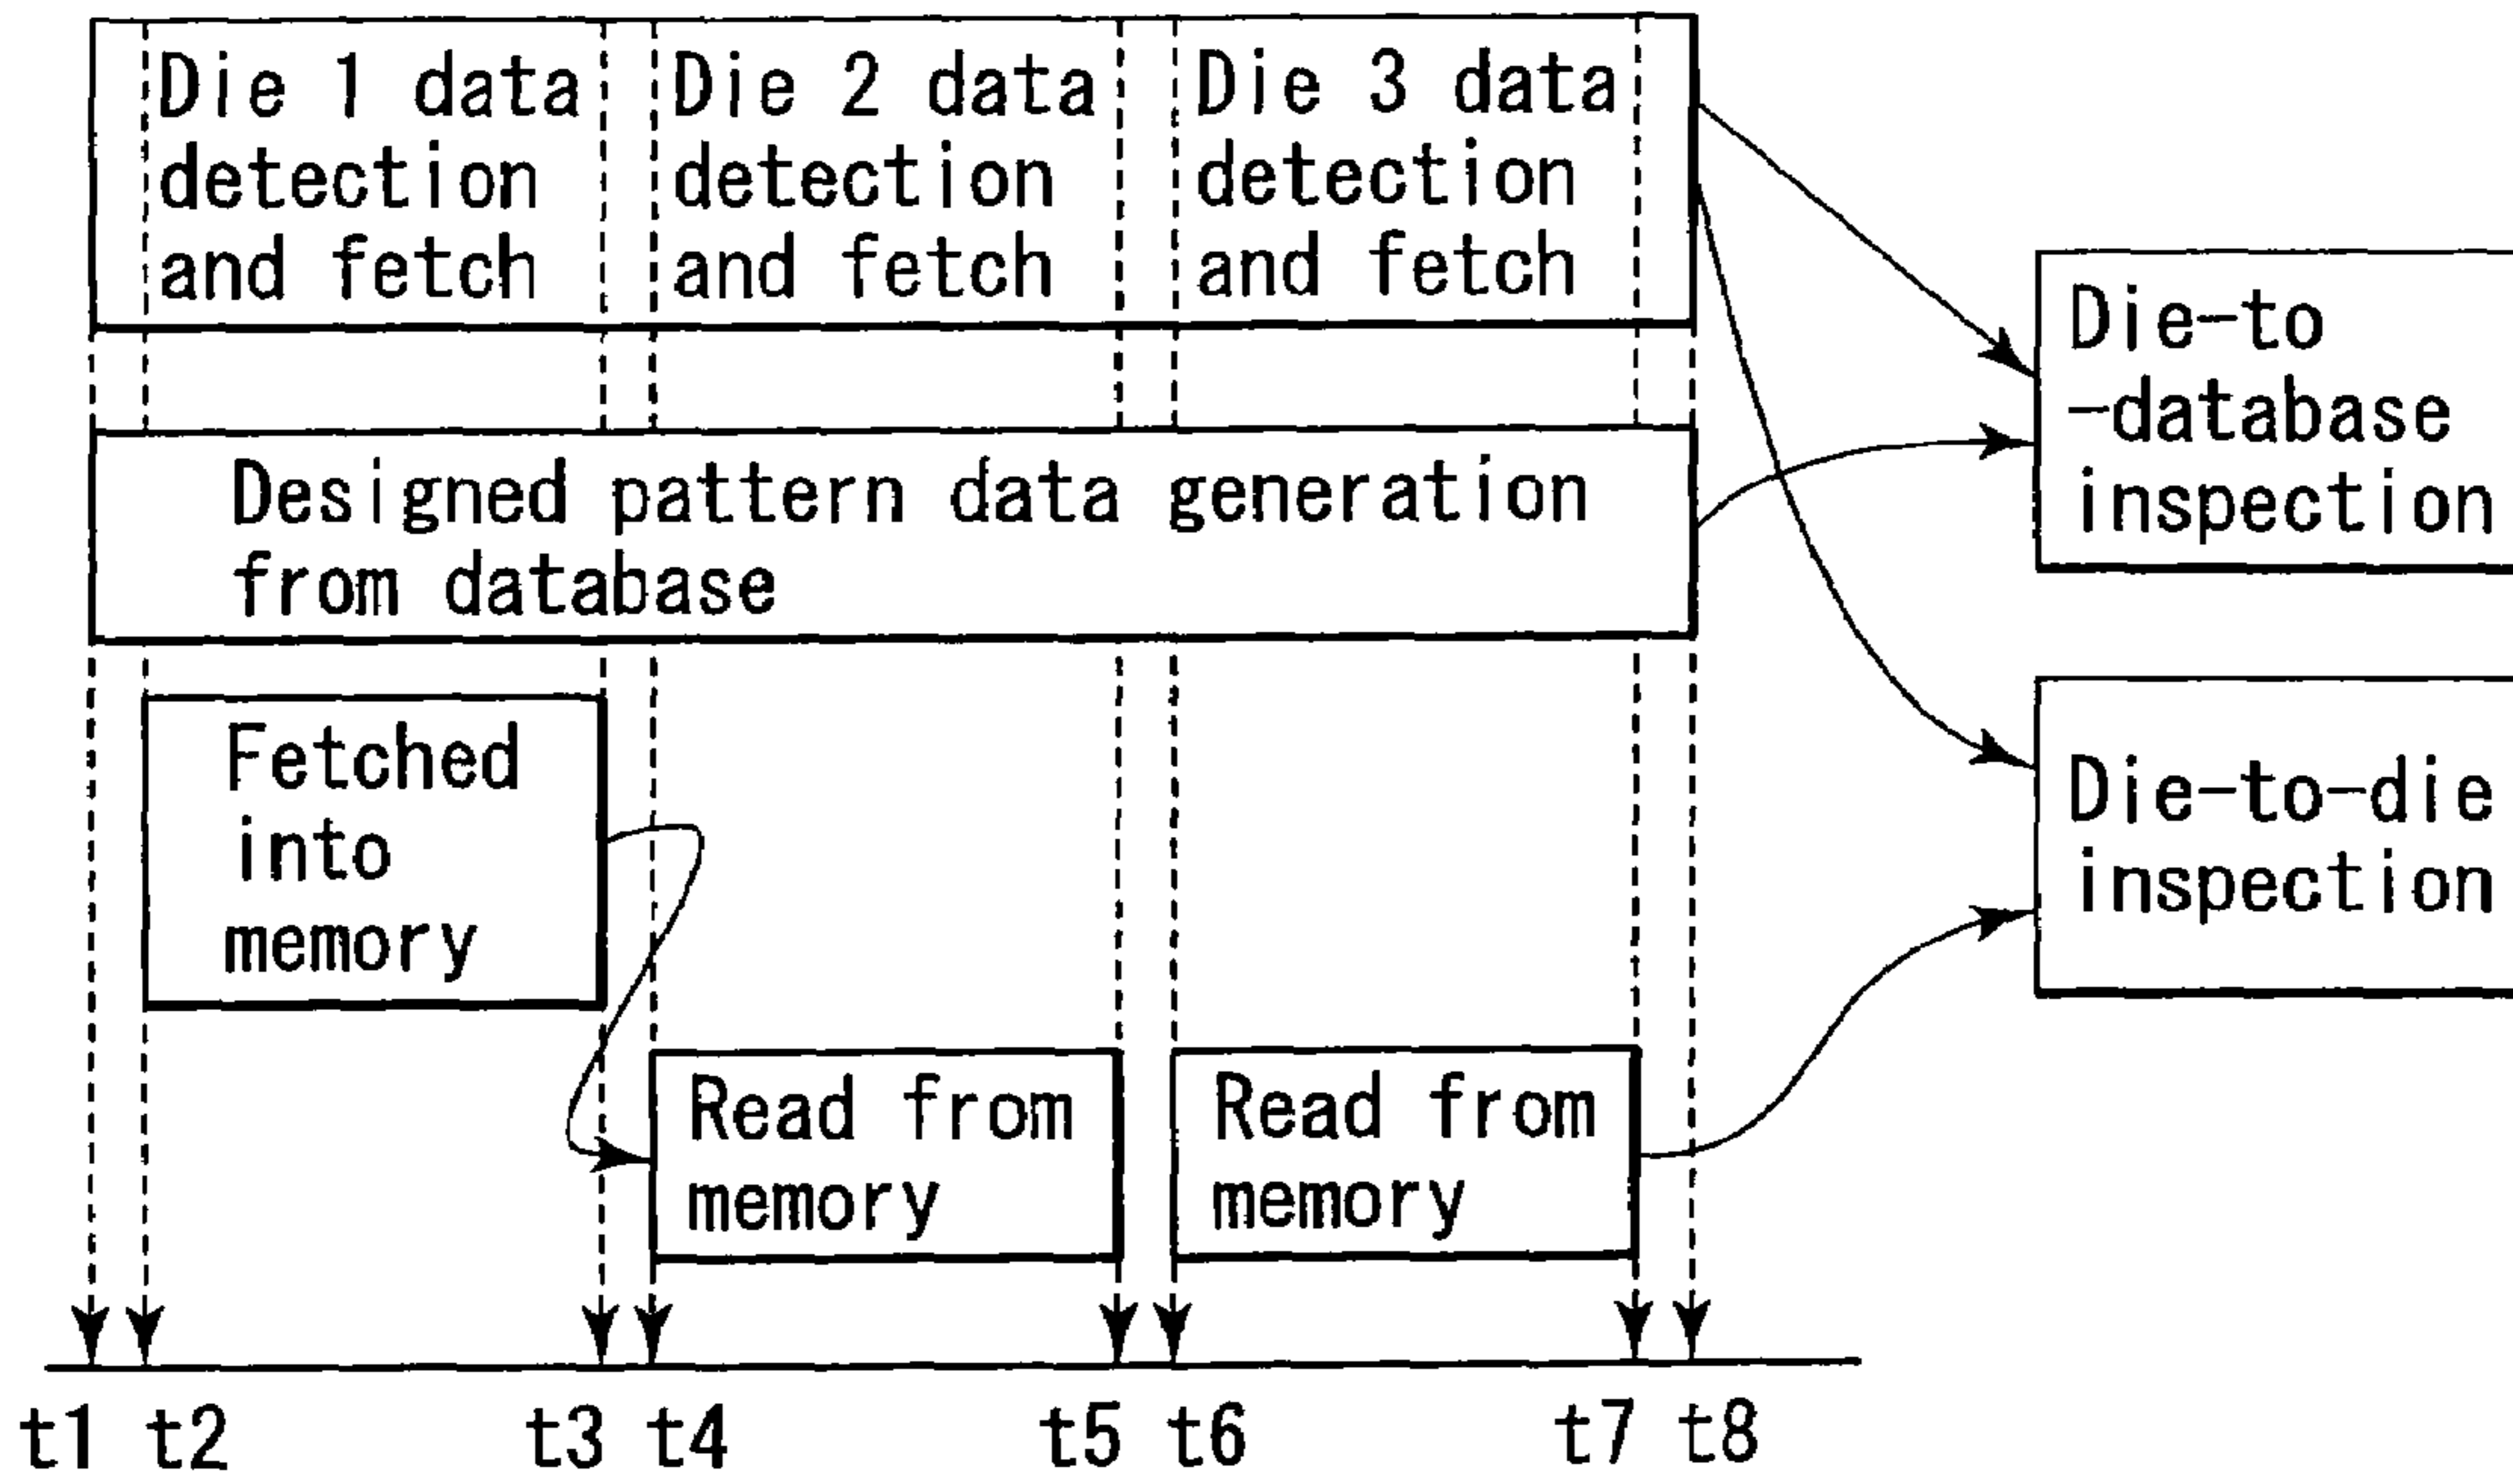 Die 1 data
detection
and fetch
Die 2 data
detection
and fetch
Die 3 data
detection
and fetch
Die-to
-database
inspection
Designed pattern data generation
from database
Fetched
into
memory
Die-to-die
inspection
Read from
memory
Read from
memory
t1 t2 t3 t4 t5 t6 t7 t8